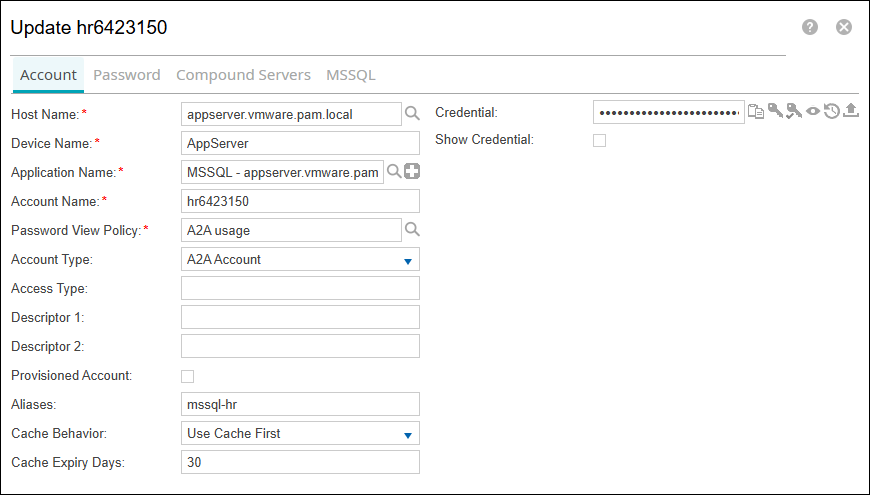 Update hr6423150
Account Password Compound Servers MSSQL
Host Name:* appserver.vmware.pam.local
Device Name:* AppServer
Application Name:* MSSQL - appserver.vmware.pam
Account Name:* hr6423150
Password View Policy:* A2A usage
Account Type: A2A Account
Access Type:
Descriptor 1:
Descriptor 2:
Provisioned Account:
Aliases: mssql-hr
Cache Behavior: Use Cache First
Cache Expiry Days: 30
Credential: ••••••••••••••••••••••••
Show Credential: